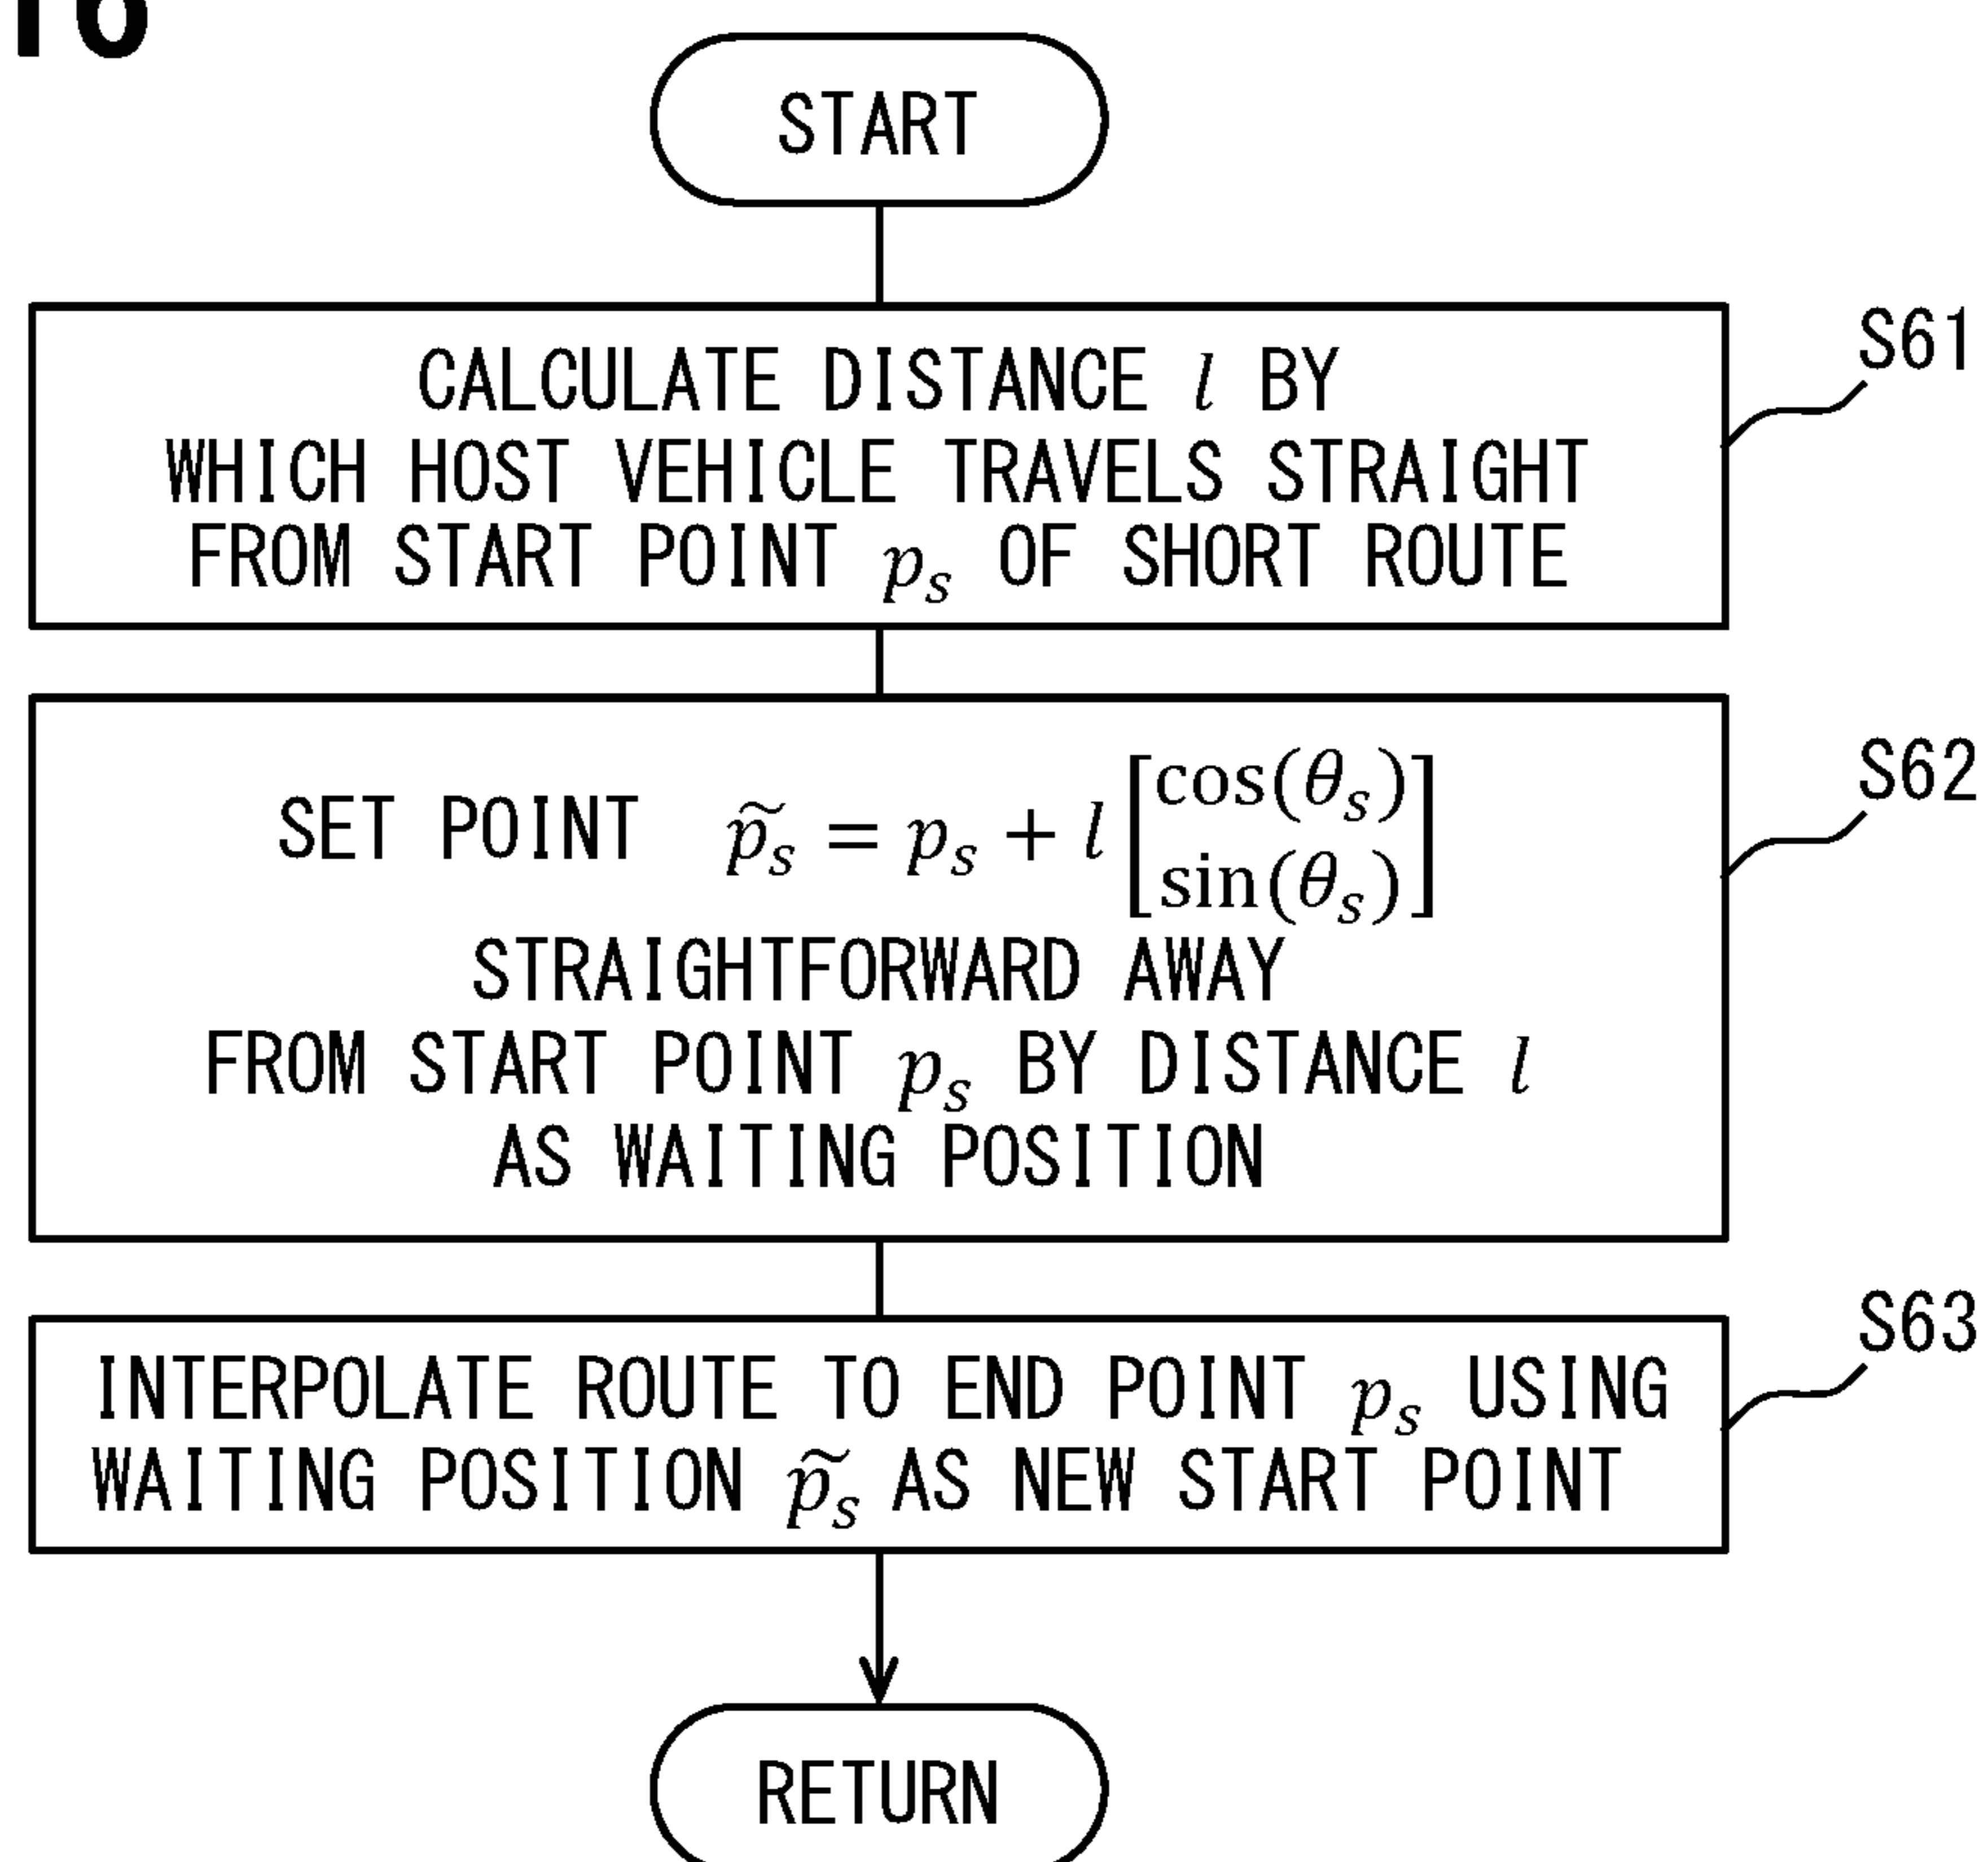 16
START
S61
CALCULATE DISTANCE l BY
WHICH HOST VEHICLE TRAVELS STRAIGHT
FROM START POINT p_s OF SHORT ROUTE
S62
SET POINT p̃_s = p_s + l [cos(θ_s) sin(θ_s)]
STRAIGHTFORWARD AWAY
FROM START POINT p_s BY DISTANCE l
AS WAITING POSITION
S63
INTERPOLATE ROUTE TO END POINT p_s USING
WAITING POSITION p̃_s AS NEW START POINT
RETURN